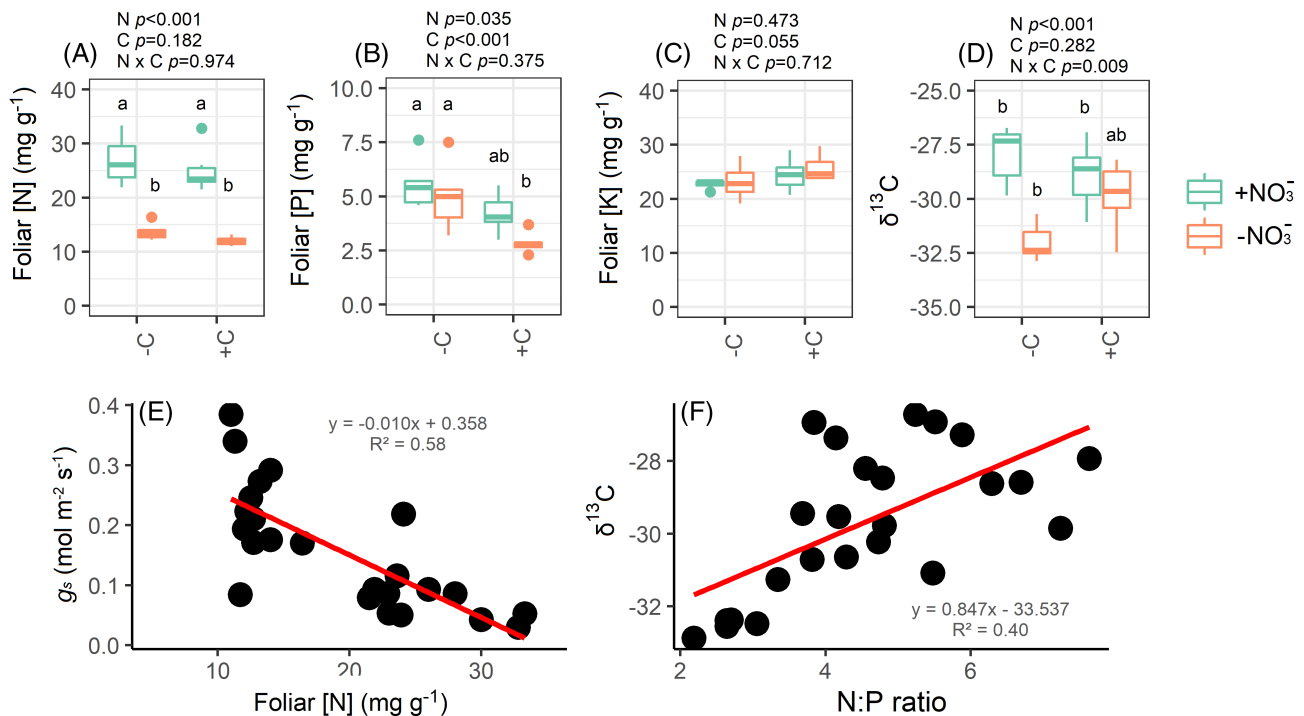 N p<0.001
C p=0.182
N x C p=0.974
(A)
40
30
20
10
0
Foliar [N] (mg g⁻¹)
a
b
a
b
-C
+C
N p=0.035
C p<0.001
N x C p=0.375
(B)
10.0
7.5
5.0
2.5
0.0
Foliar [P] (mg g⁻¹)
a
a
ab
b
-C
+C
N p=0.473
C p=0.055
N x C p=0.712
(C)
40
30
20
10
0
Foliar [K] (mg g⁻¹)
-C
+C
N p<0.001
C p=0.282
N x C p=0.009
(D)
-25.0
-27.5
-30.0
-32.5
-35.0
δ¹³C
b
b
b
ab
-C
+C
+NO₃⁻
-NO₃⁻
(E)
y = -0.010x + 0.358
R² = 0.58
0.4
0.3
0.2
0.1
0.0
gₛ (mol m⁻² s⁻¹)
10
20
30
Foliar [N] (mg g⁻¹)
(F)
-28
-30
-32
δ¹³C
y = 0.847x - 33.537
R² = 0.40
2
4
6
N:P ratio